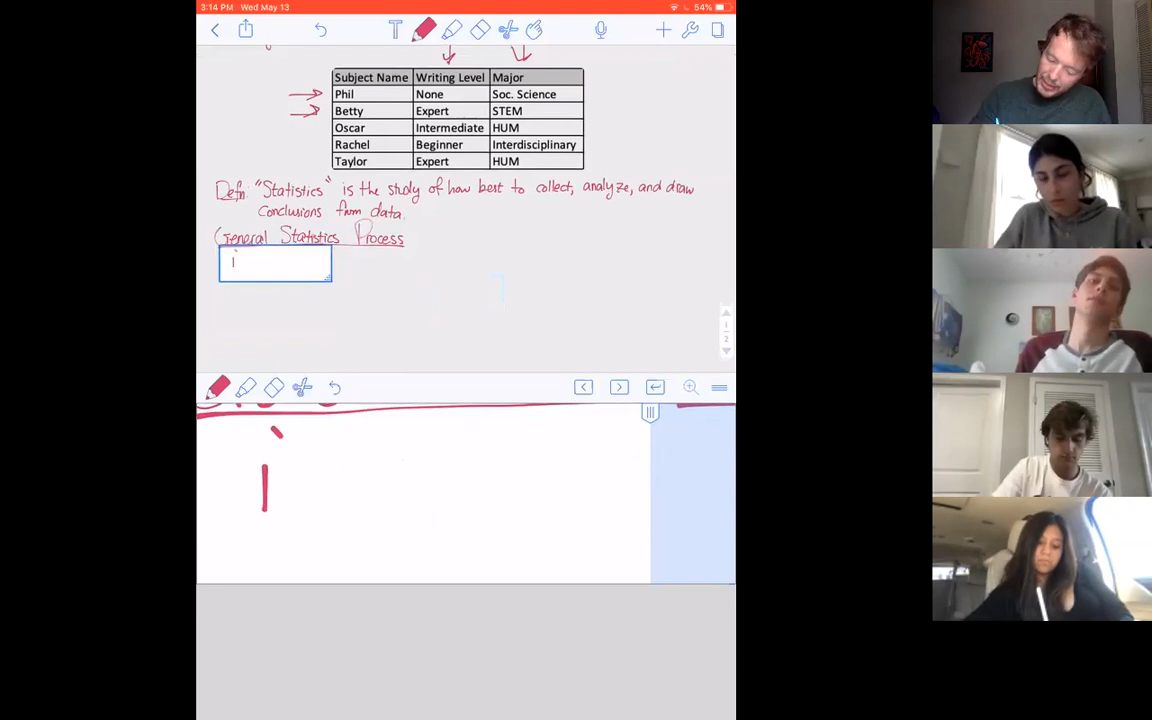 3:14 PM Wed May 13
54%
T
Subject Name Writing Level Major
Phil None Soc. Science
Betty Expert STEM
Oscar Intermediate HUM
Rachel Beginner Interdisciplinary
Taylor Expert HUM
Defn: "Statistics" is the study of how best to collect, analyze, and draw
conclusions from data.
General Statistics Process
i
1
2